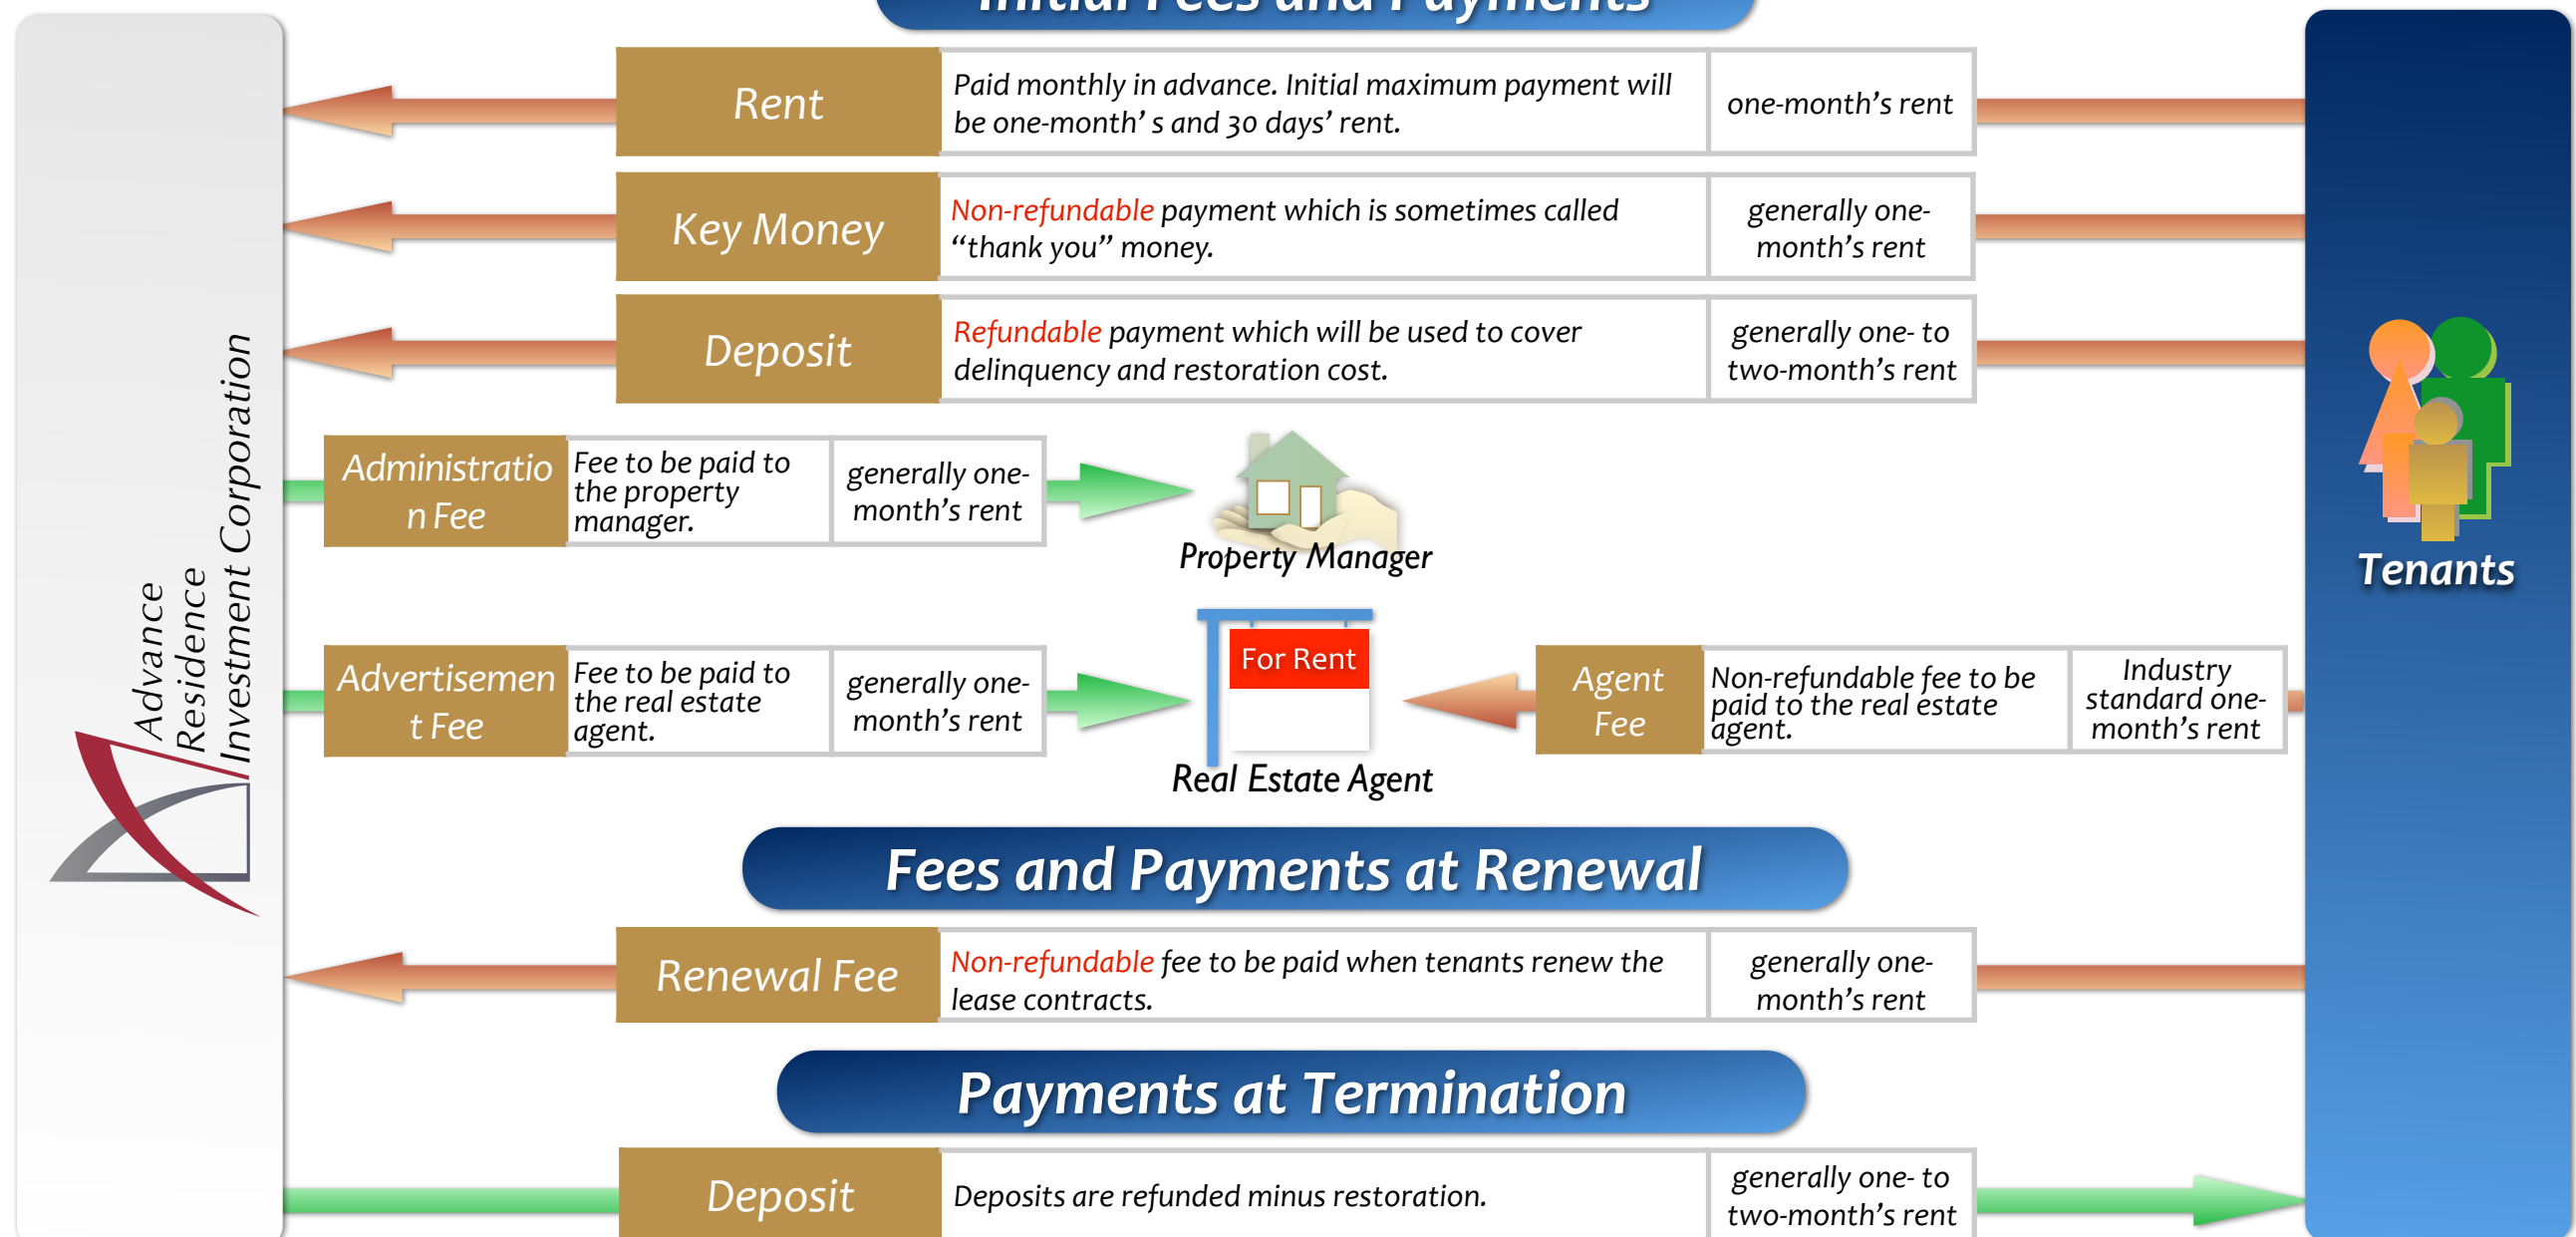 Initial Fees and Payments
Rent
Paid monthly in advance. Initial maximum payment will
be one-month' s and 30 days' rent.
one-month's rent
Key Money
Non-refundable payment which is sometimes called
“thank you” money.
generally one-
month's rent
Deposit
Refundable payment which will be used to cover
delinquency and restoration cost.
generally one- to
two-month's rent
Advance
Residence
Investment Corporation
Administratio
n Fee
Fee to be paid to
the property
manager.
generally one-
month's rent
Property Manager
Tenants
Advertisemen
t Fee
Fee to be paid to
the real estate
agent.
generally one-
month's rent
For Rent
Real Estate Agent
Agent
Fee
Non-refundable fee to be
paid to the real estate
agent.
Industry
standard one-
month's rent
Fees and Payments at Renewal
Renewal Fee
Non-refundable fee to be paid when tenants renew the
lease contracts.
generally one-
month's rent
Payments at Termination
Deposit
Deposits are refunded minus restoration.
generally one- to
two-month's rent